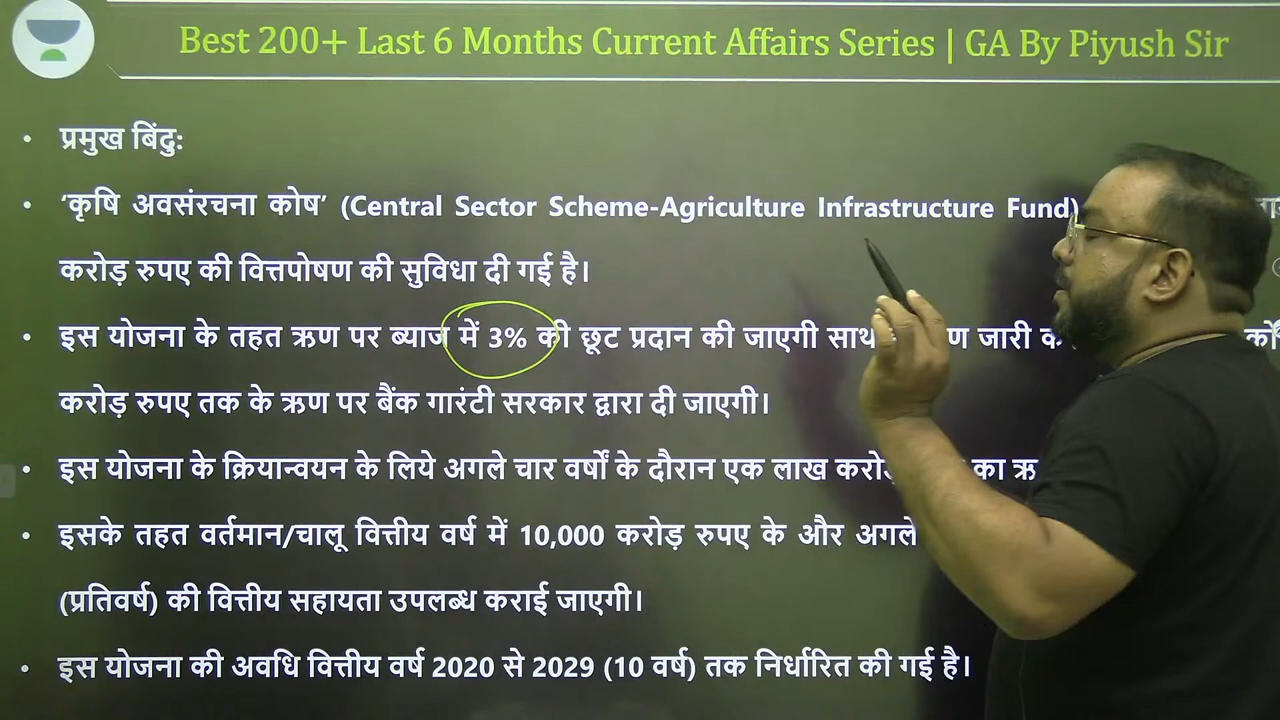 Best 200+ Last 6 Months Current Affairs Series | GA By Piyush Sir
• प्रमुख बिंदु:
• ‘कृषि अवसंरचना कोष’ (Central Sector Scheme-Agriculture Infrastructure Fund)
करोड़ रुपए की वित्तपोषण की सुविधा दी गई है।
• इस योजना के तहत ऋण पर ब्याज में 3% की छूट प्रदान की जाएगी साथ जारी
करोड़ रुपए तक के ऋण पर बैंक गारंटी सरकार द्वारा दी जाएगी।
• इस योजना के क्रियान्वयन के लिये अगले चार वर्षों के दौरान एक लाख करोड़ का
• इसके तहत वर्तमान/चालू वित्तीय वर्ष में 10,000 करोड़ रुपए के और अगले
(प्रतिवर्ष) की वित्तीय सहायता उपलब्ध कराई जाएगी।
• इस योजना की अवधि वित्तीय वर्ष 2020 से 2029 (10 वर्ष) तक निर्धारित की गई है।